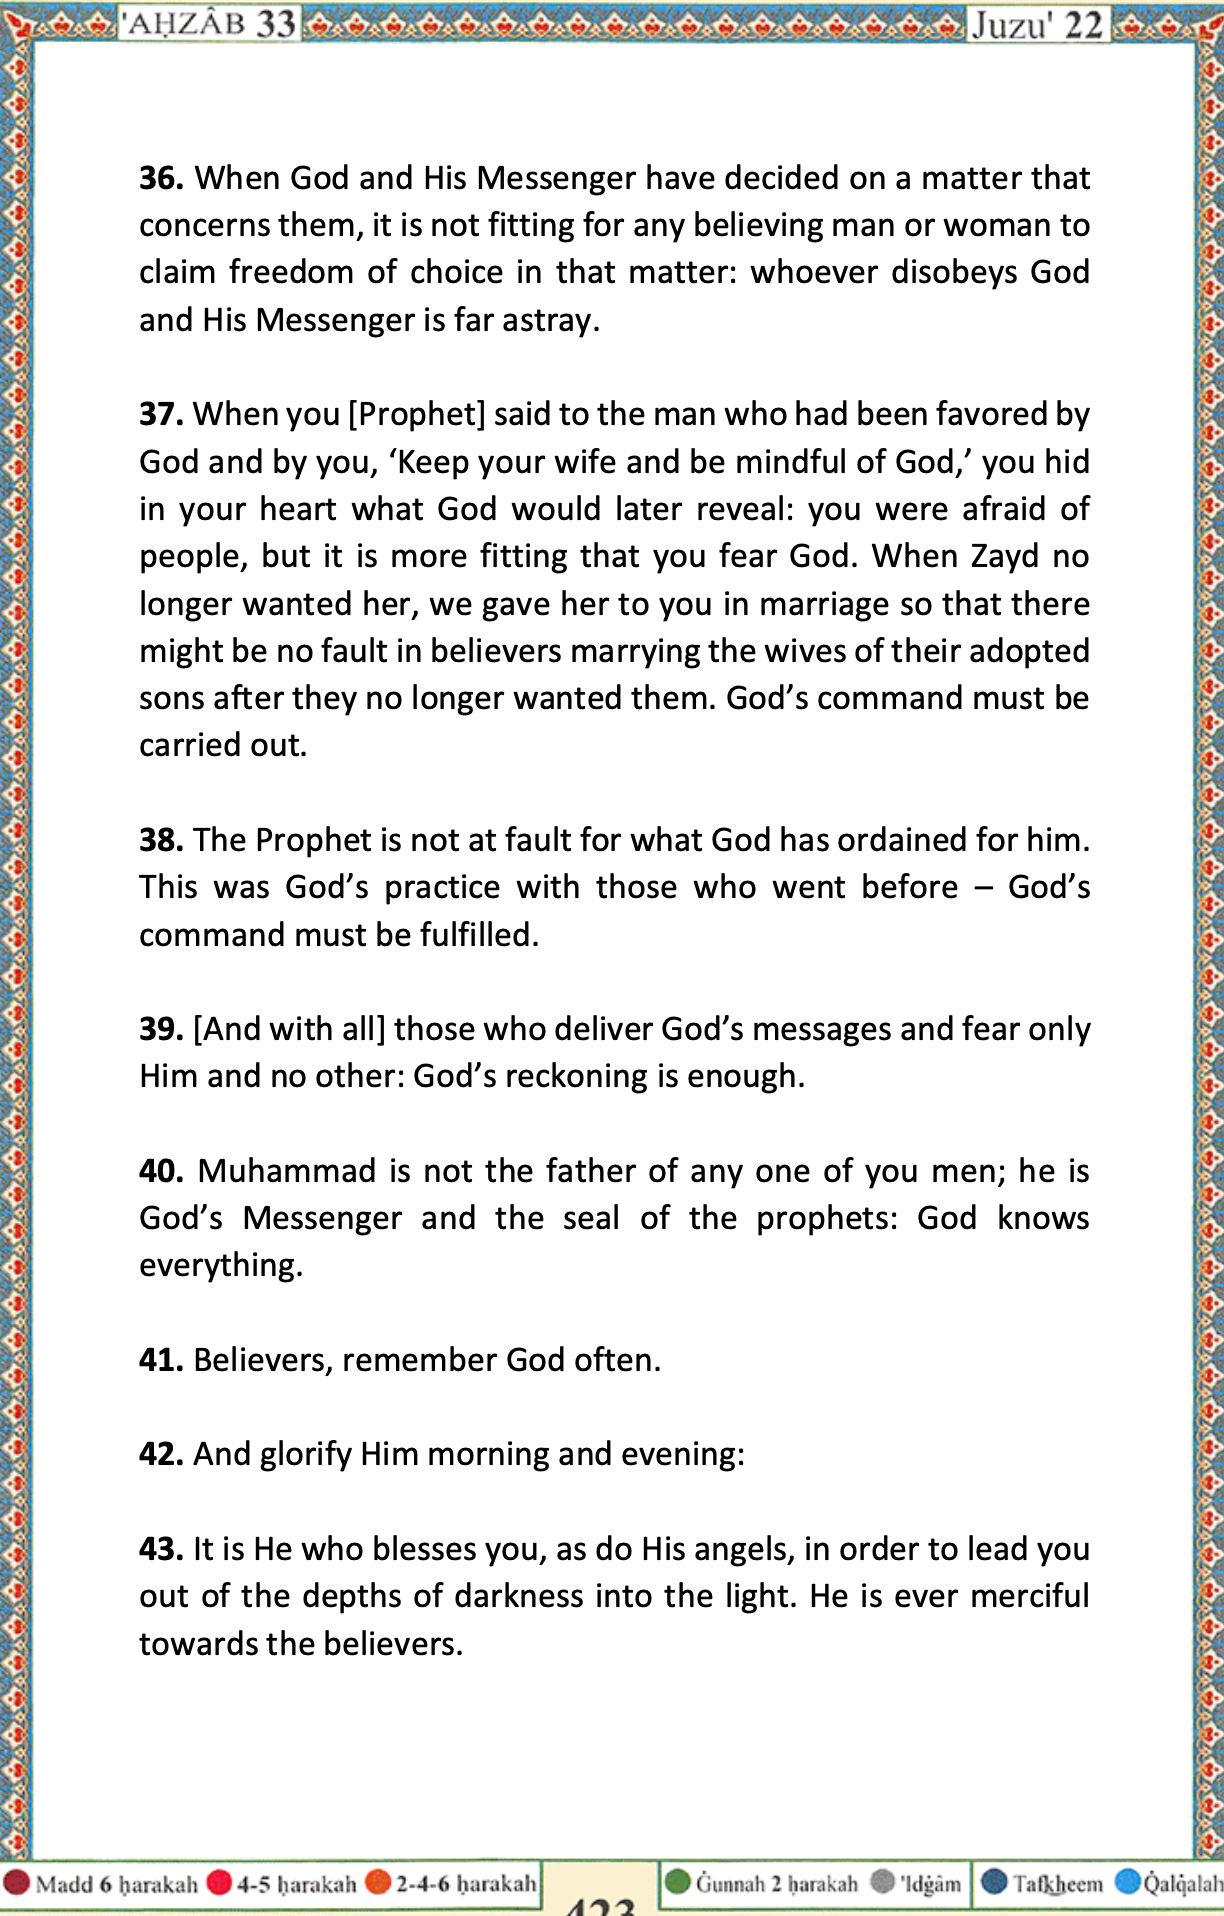 'AḤZÂB 33
Juzu' 22
36. When God and His Messenger have decided on a matter that
concerns them, it is not fitting for any believing man or woman to
claim freedom of choice in that matter: whoever disobeys God
and His Messenger is far astray.
37. When you [Prophet] said to the man who had been favored by
God and by you, ‘Keep your wife and be mindful of God,’ you hid
in your heart what God would later reveal: you were afraid of
people, but it is more fitting that you fear God. When Zayd no
longer wanted her, we gave her to you in marriage so that there
might be no fault in believers marrying the wives of their adopted
sons after they no longer wanted them. God’s command must be
carried out.
38. The Prophet is not at fault for what God has ordained for him.
This was God’s practice with those who went before – God’s
command must be fulfilled.
39. [And with all] those who deliver God’s messages and fear only
Him and no other: God’s reckoning is enough.
40. Muhammad is not the father of any one of you men; he is
God’s Messenger and the seal of the prophets: God knows
everything.
41. Believers, remember God often.
42. And glorify Him morning and evening:
43. It is He who blesses you, as do His angels, in order to lead you
out of the depths of darkness into the light. He is ever merciful
towards the believers.
Madd 6 ḥarakah 4-5 ḥarakah 2-4-6 ḥarakah
423
Ġunnah 2 ḥarakah 'Idġâm Tafkheem Q̇alq̇alah